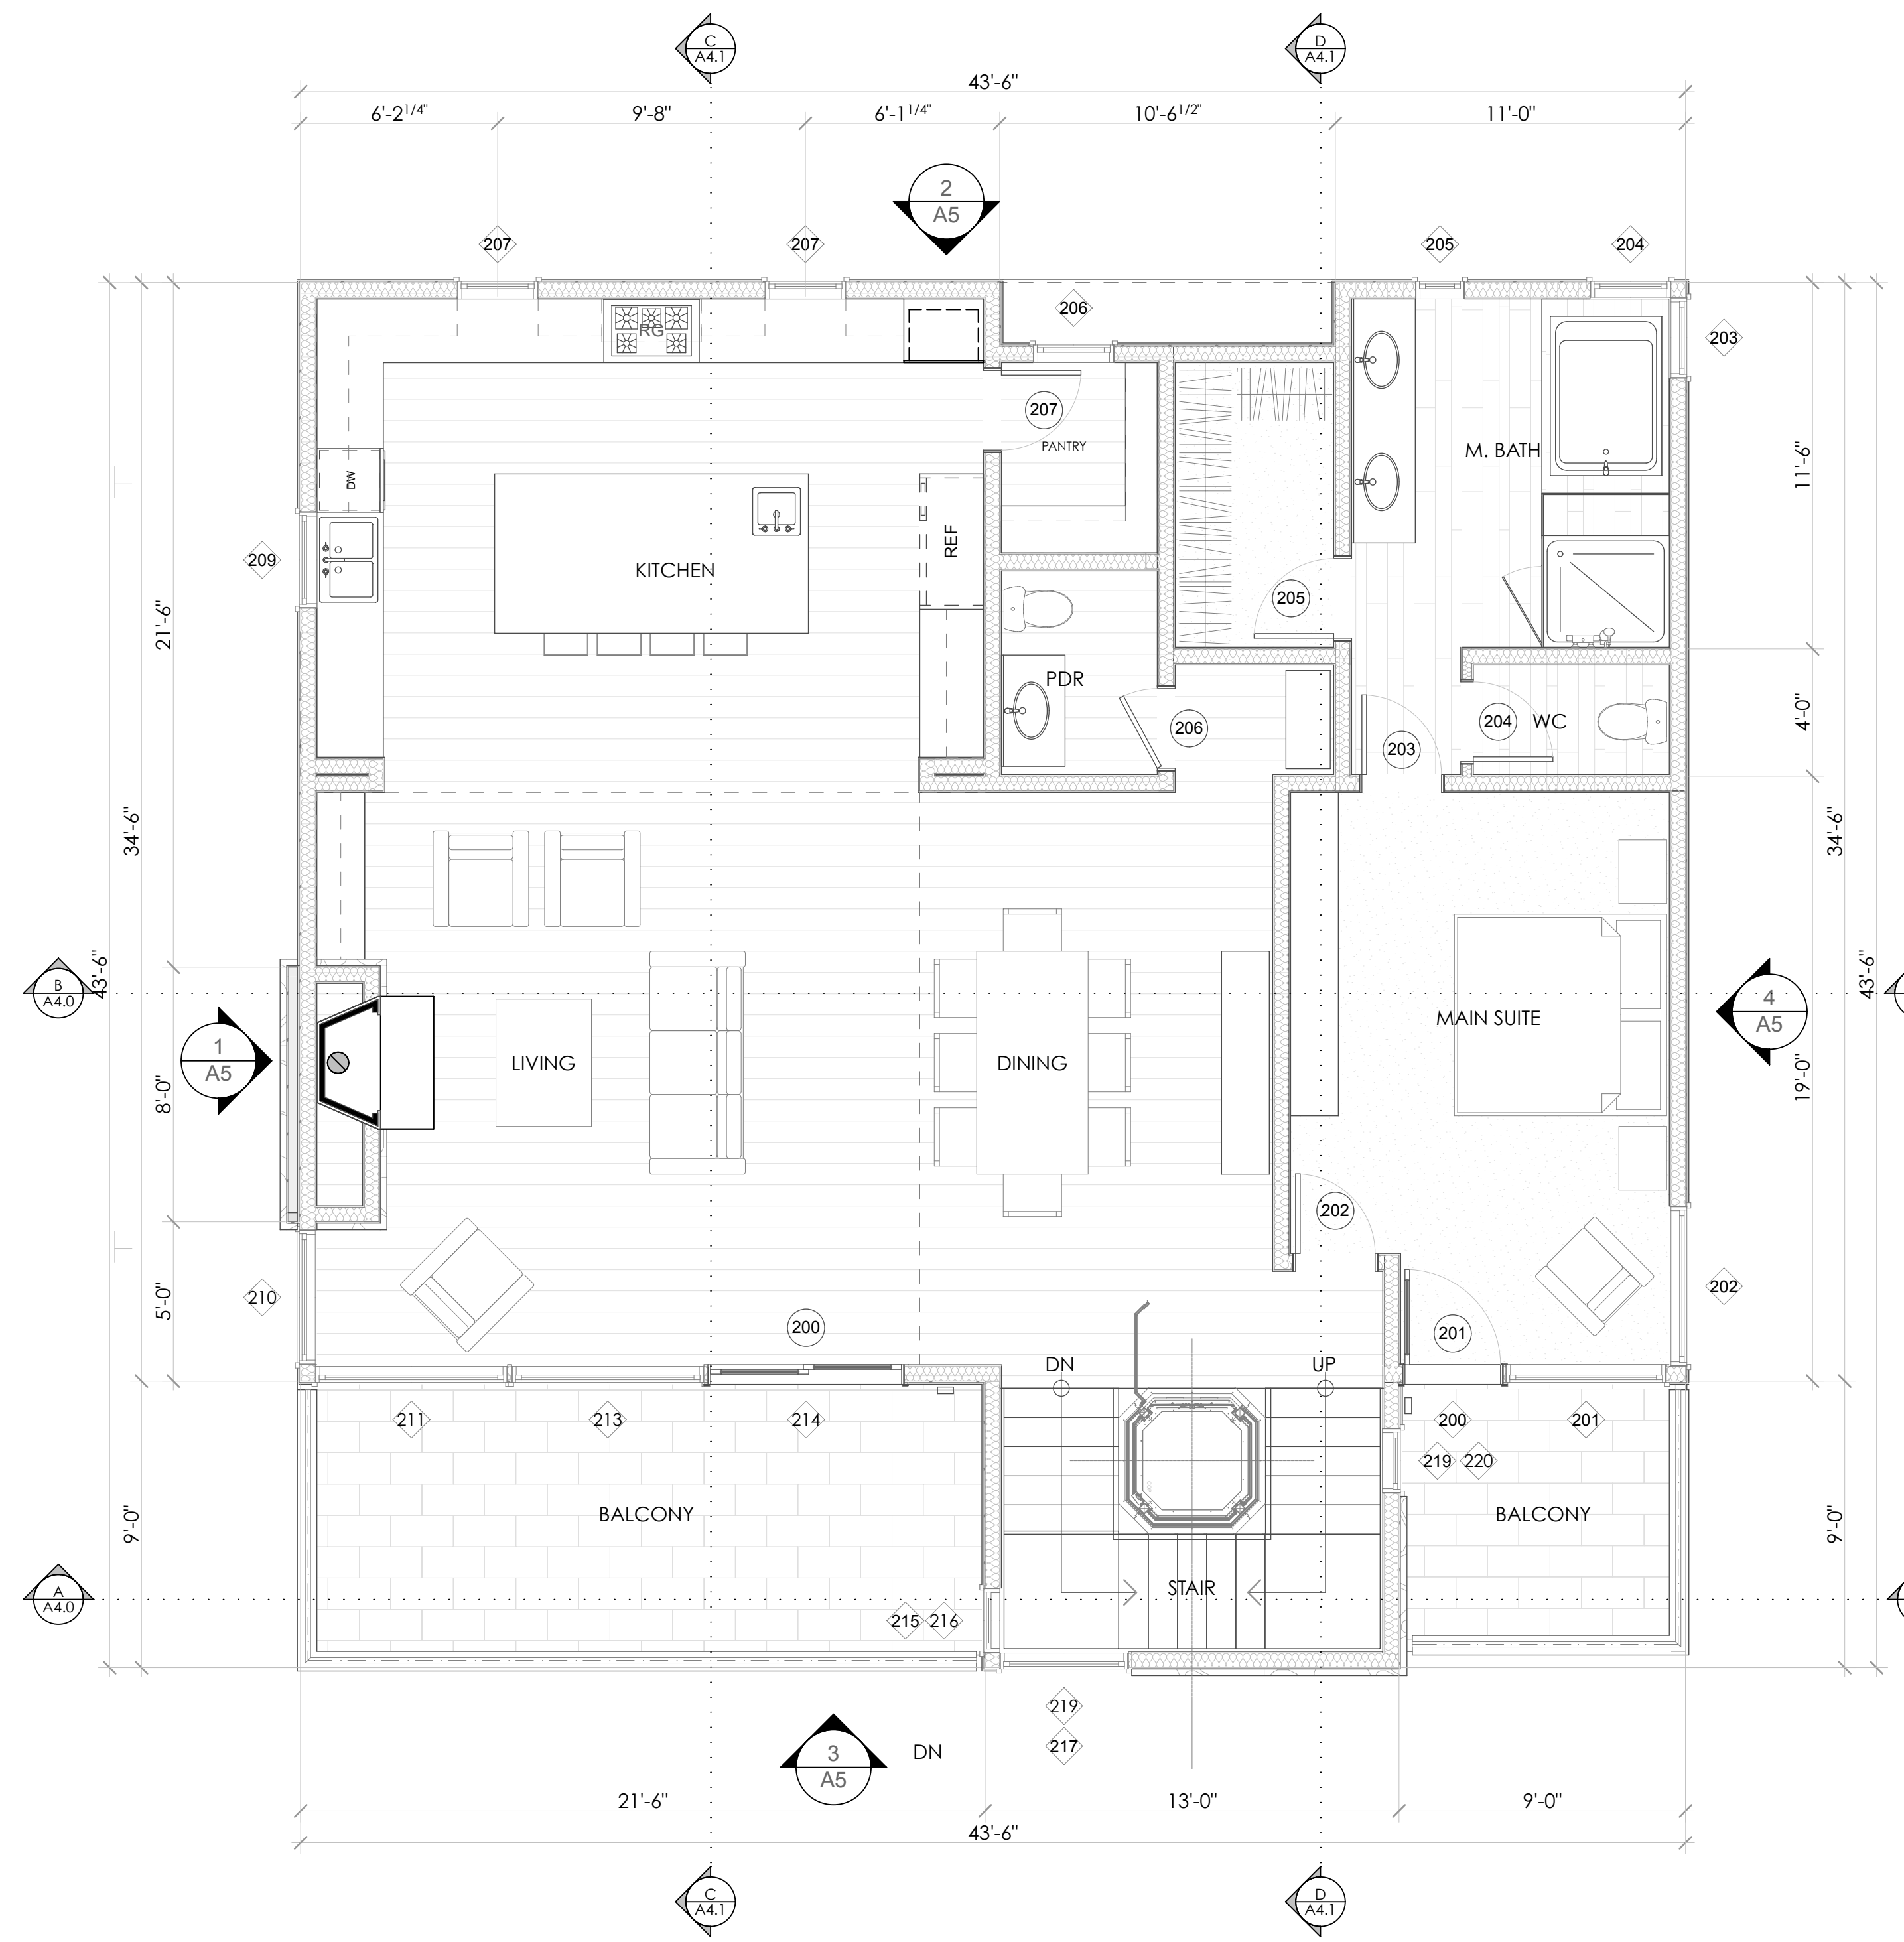 C
A4.1
D
A4.1
43'-6"
6'-2 1/4"
9'-8"
6'-1 1/4"
10'-6 1/2"
11'-0"
2
A5
207
207
205
204
206
203
RG
207
PANTRY
M. BATH
11'-6"
DW
REF
209
KITCHEN
205
21'-6"
PDR
206
203
204
WC
4'-0"
34'-6"
34'-6"
B
A4.0
43'-6"
43'-6"
4
A5
MAIN SUITE
1
A5
LIVING
DINING
8'-0"
19'-0"
202
210
5'-0"
202
200
201
DN
UP
211
213
214
200
201
219
220
BALCONY
BALCONY
9'-0"
9'-0"
A
A4.0
STAIR
215
216
219
217
3
A5
DN
21'-6"
13'-0"
9'-0"
43'-6"
C
A4.1
D
A4.1